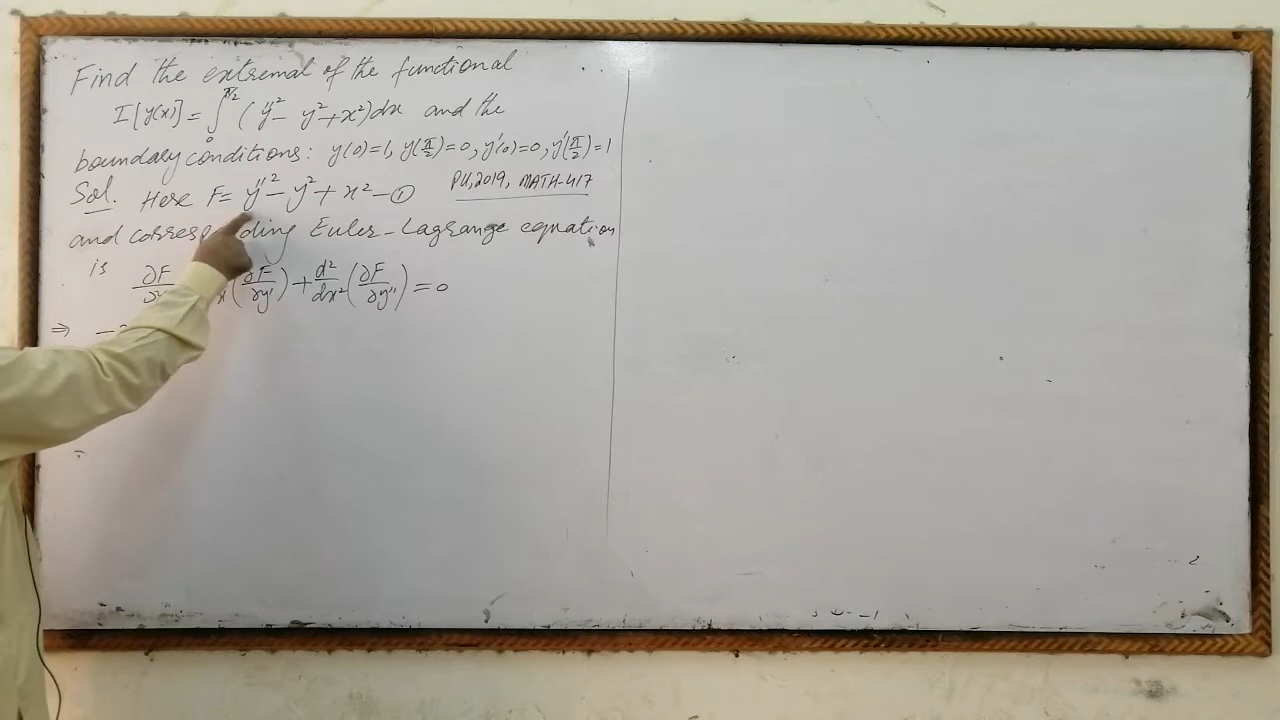 Find the extremal of the functional
I[y(x)] = ∫₀^{π/2} (y''² - y² + x²) dx and the
boundary conditions: y(0)=1, y(π/2)=0, y'(0)=0, y'(π/2)=1
Sol. Here F = y''² - y² + x² - ①
PU, 2019, MATH-417
and corresponding Euler-Lagrange equation
is ∂F (∂F/∂y') + d²/dx² (∂F/∂y'') = 0
⇒ -